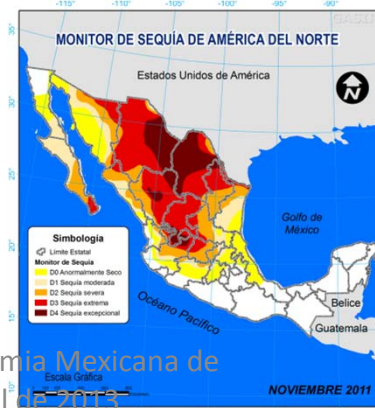 -115° -110° -105° -100° -95° -90°
MONITOR DE SEQUÍA DE AMÉRICA DEL NORTE
Estados Unidos de América
N
35°
30°
25°
20°
15°
10°
Golfo de
México
Simbología
Límite Estatal
Monitor de Sequía
D0 Anormalmente Seco
D1 Sequía moderada
D2 Sequía severa
D3 Sequía extrema
D4 Sequía excepcional
Océano Pacífico
Belice
Guatemala
mia Mexicana de
Escala Gráfica
NOVIEMBRE 2011
l de 2013